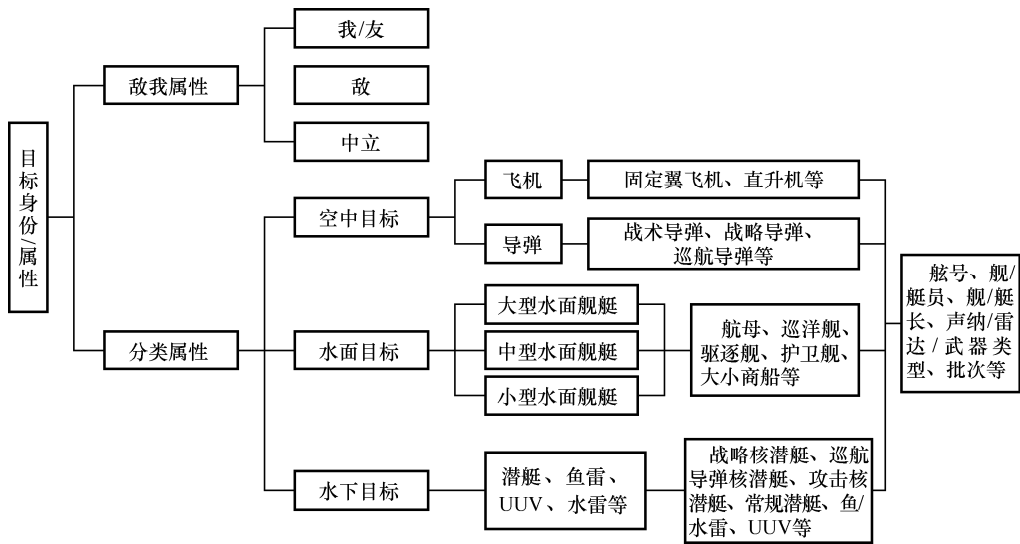 目标身份/属性
敌我属性
我/友
敌
中立
分类属性
空中目标
飞机
固定翼飞机、直升机等
导弹
战术导弹、战略导弹、
巡航导弹等
水面目标
大型水面舰艇
中型水面舰艇
小型水面舰艇
航母、巡洋舰、
驱逐舰、护卫舰、
大小商船等
水下目标
潜艇、鱼雷、
UUV、水雷等
战略核潜艇、巡航
导弹核潜艇、攻击核
潜艇、常规潜艇、鱼/
水雷、UUV等
舷号、舰/
艇员、舰/艇
长、声纳/雷
达/武器类
型、批次等